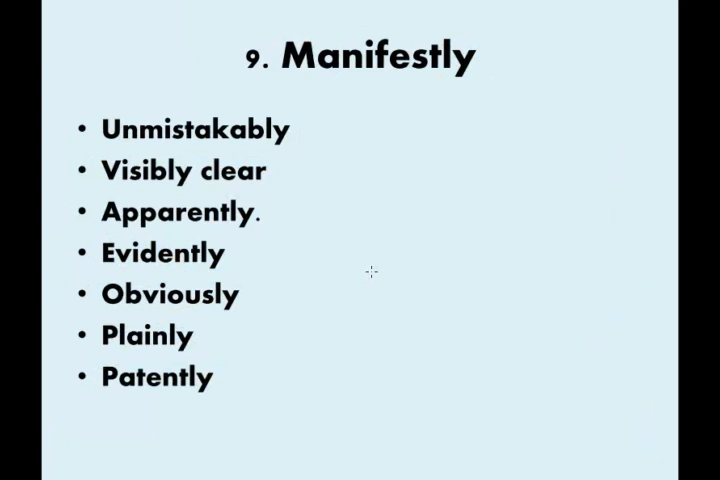 9. Manifestly
• Unmistakably
• Visibly clear
• Apparently.
• Evidently
• Obviously
• Plainly
• Patently